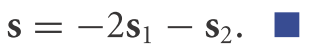 s = −2s₁ − s₂. ■